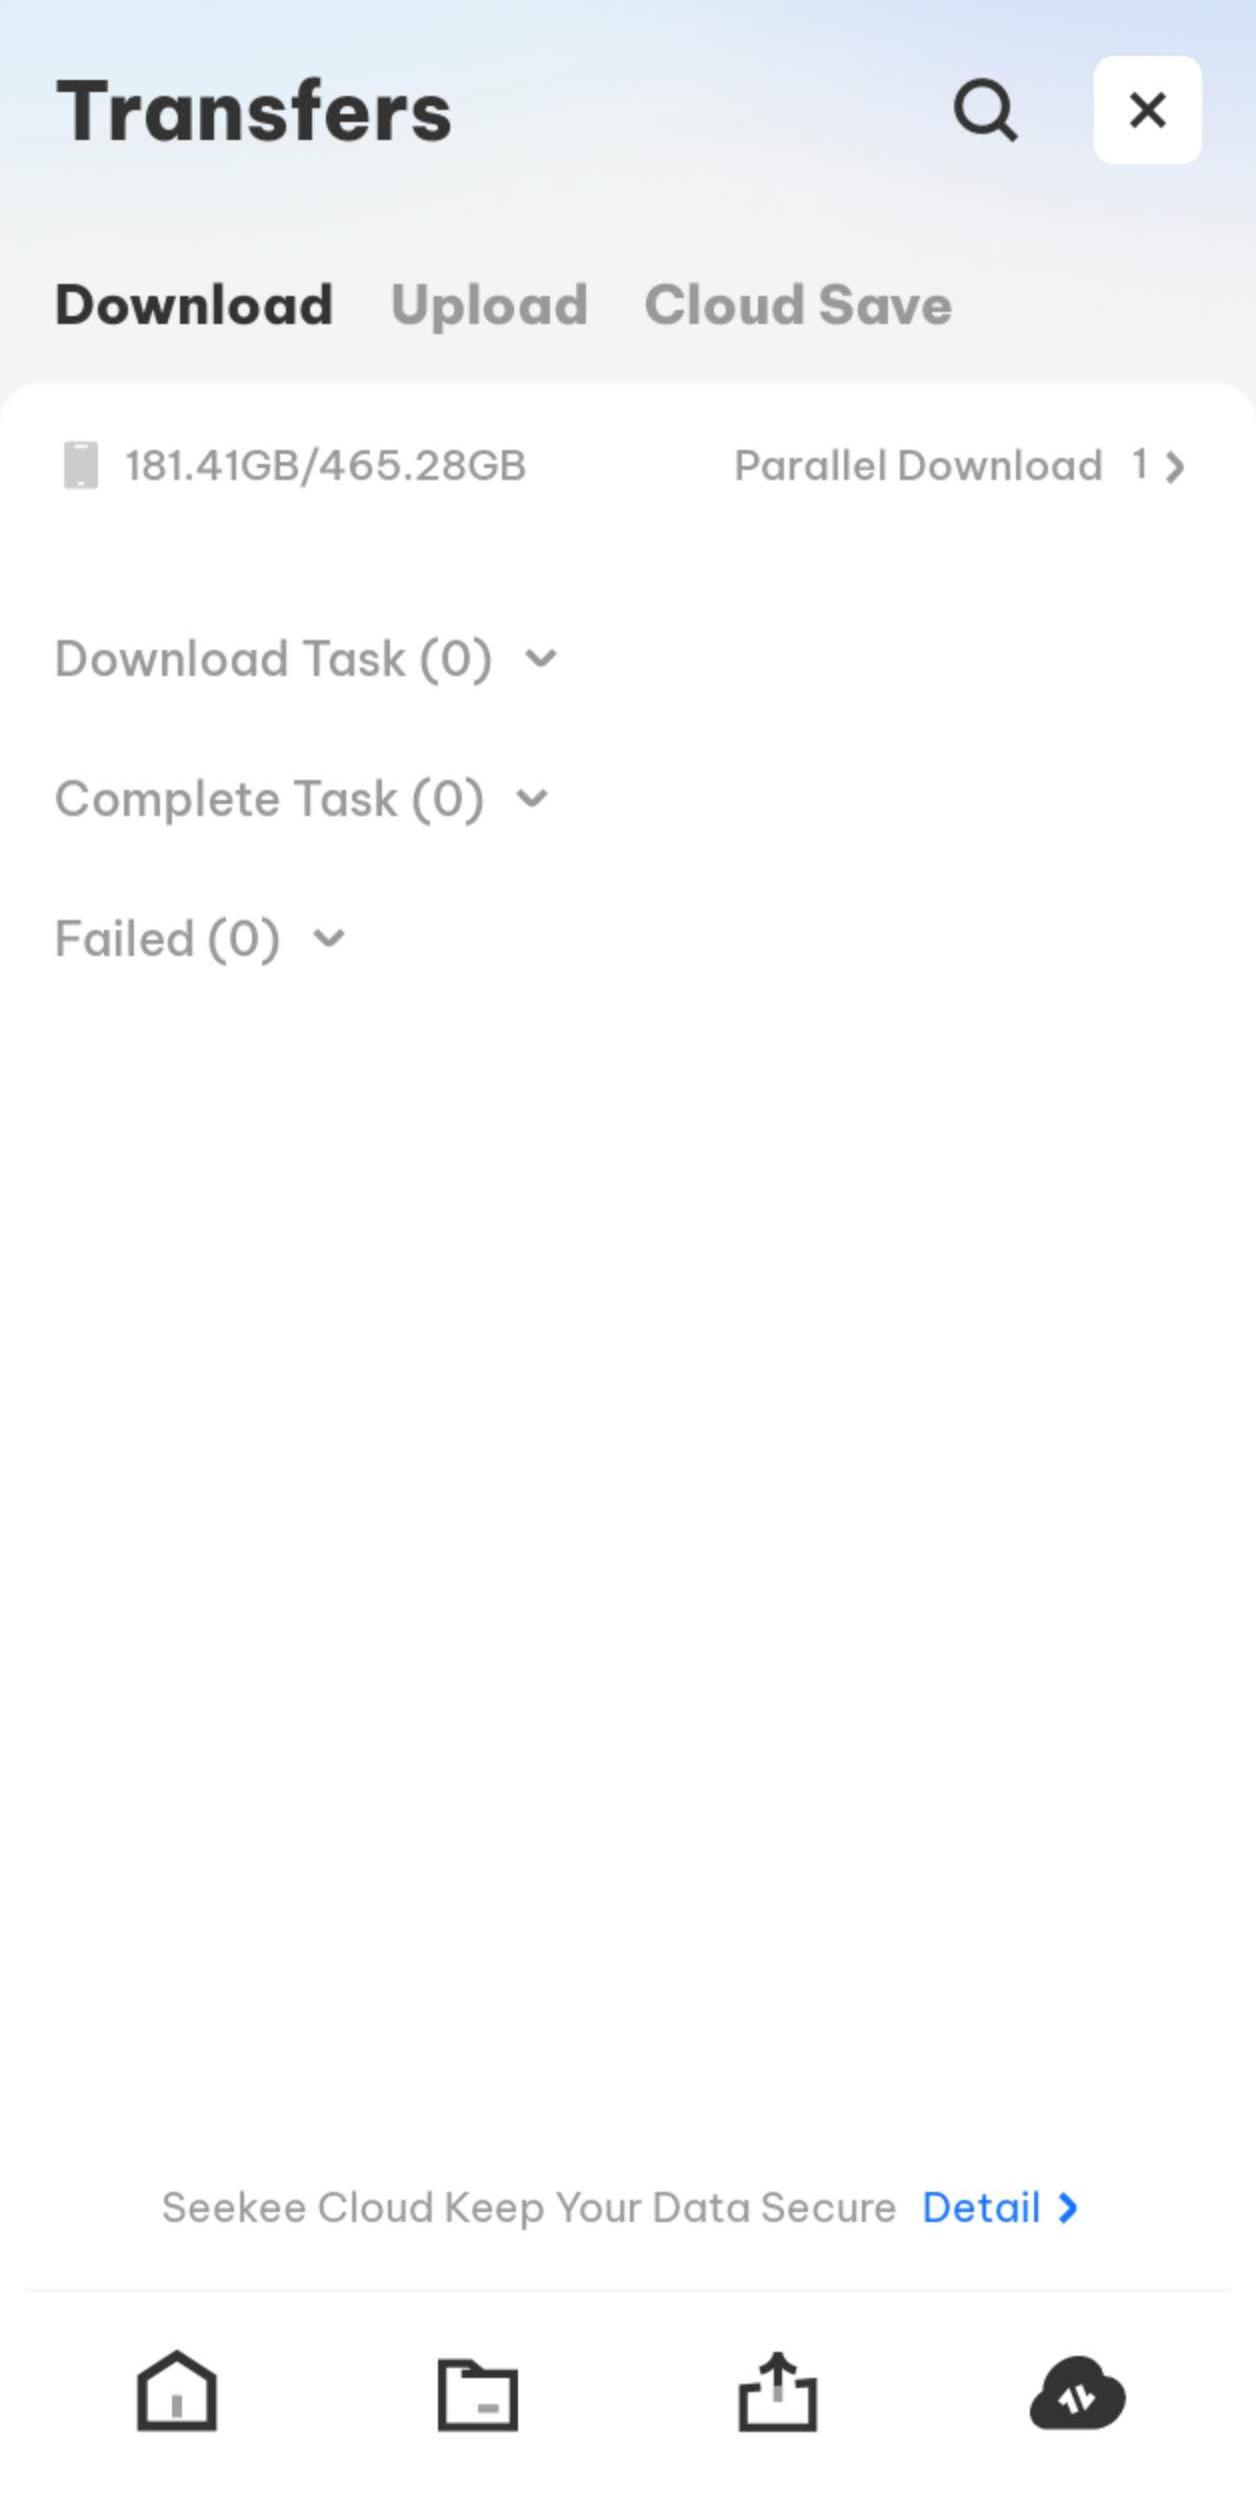 Transfers
Download Upload Cloud Save
181.41GB/465.28GB Parallel Download 1
Download Task (0)
Complete Task (0)
Failed (0)
Seekee Cloud Keep Your Data Secure Detail